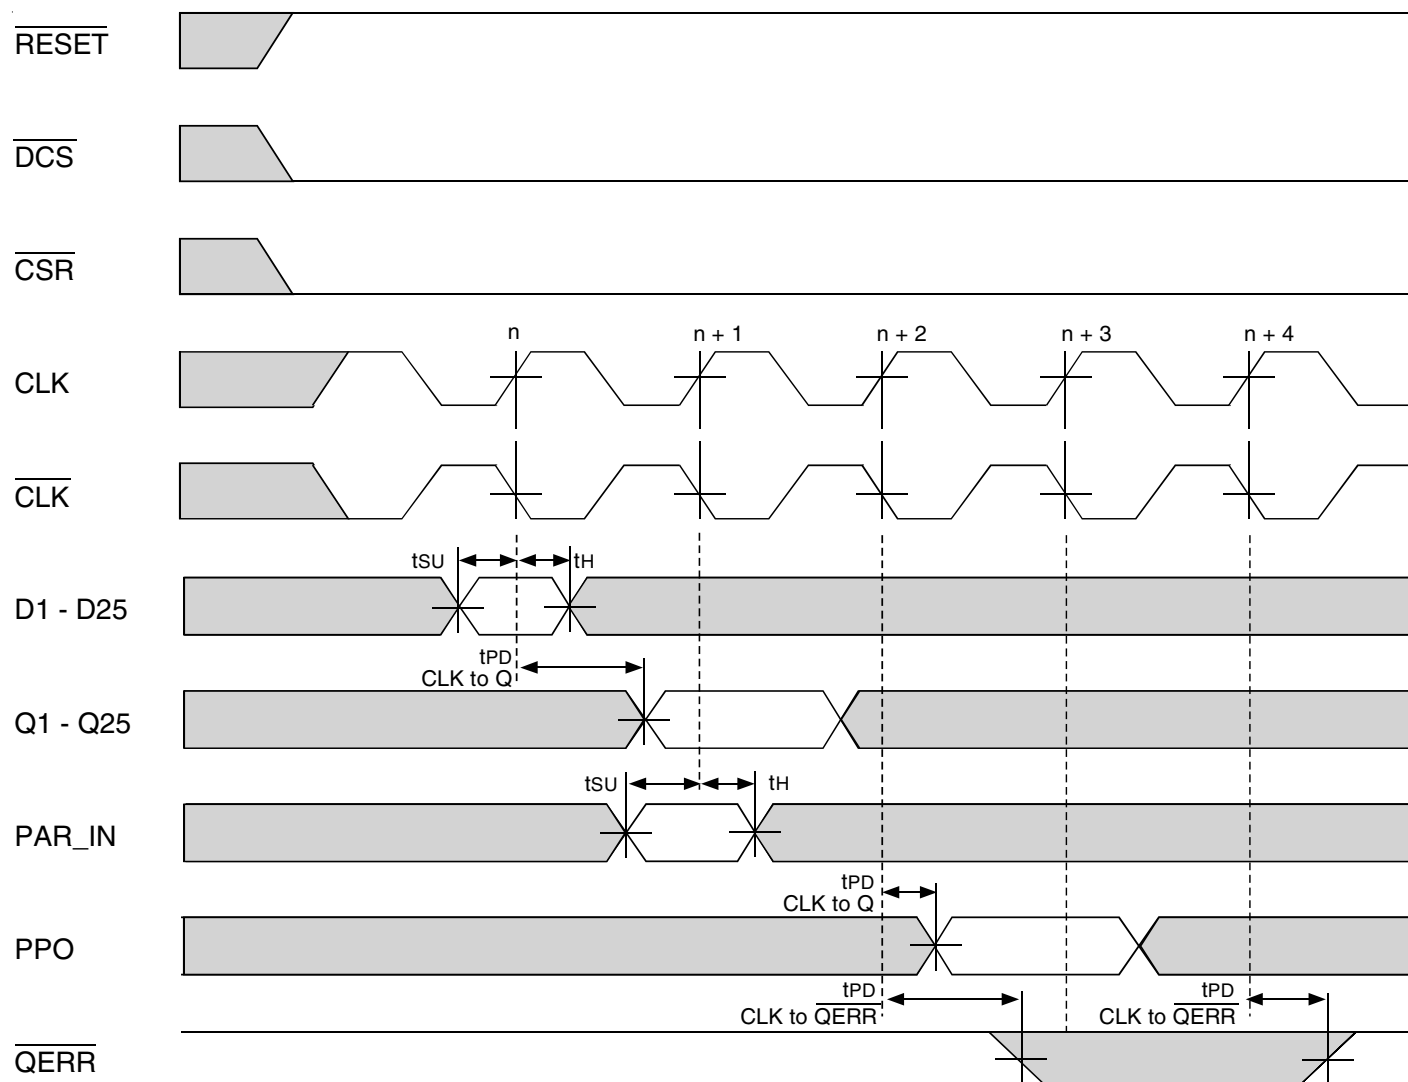 RESET
DCS
CSR
n n + 1 n + 2 n + 3 n + 4
CLK
CLK
tSU tH
D1 - D25
tPD
CLK to Q
Q1 - Q25
tSU tH
PAR_IN
tPD
CLK to Q
PPO
tPD tPD
CLK to QERR CLK to QERR
QERR